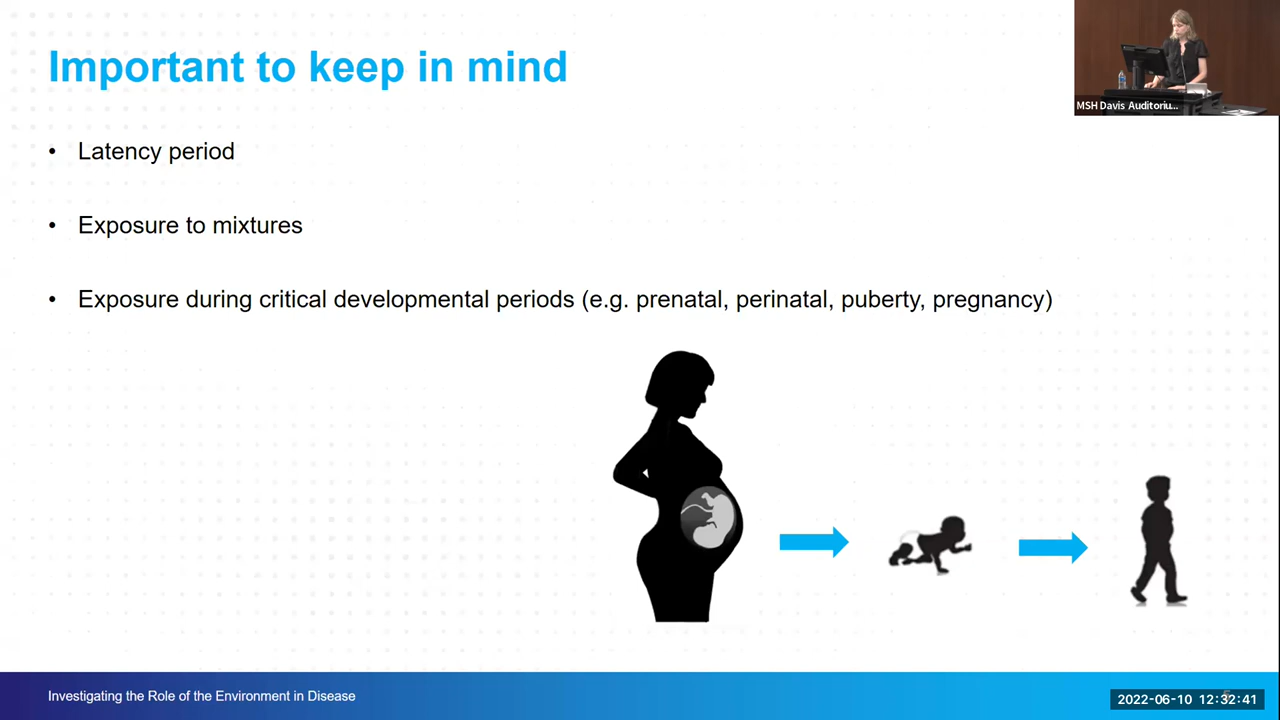 Important to keep in mind
MSH Davis Auditoriu...
• Latency period
• Exposure to mixtures
• Exposure during critical developmental periods (e.g. prenatal, perinatal, puberty, pregnancy)
Investigating the Role of the Environment in Disease
2022-06-10 12:32:41